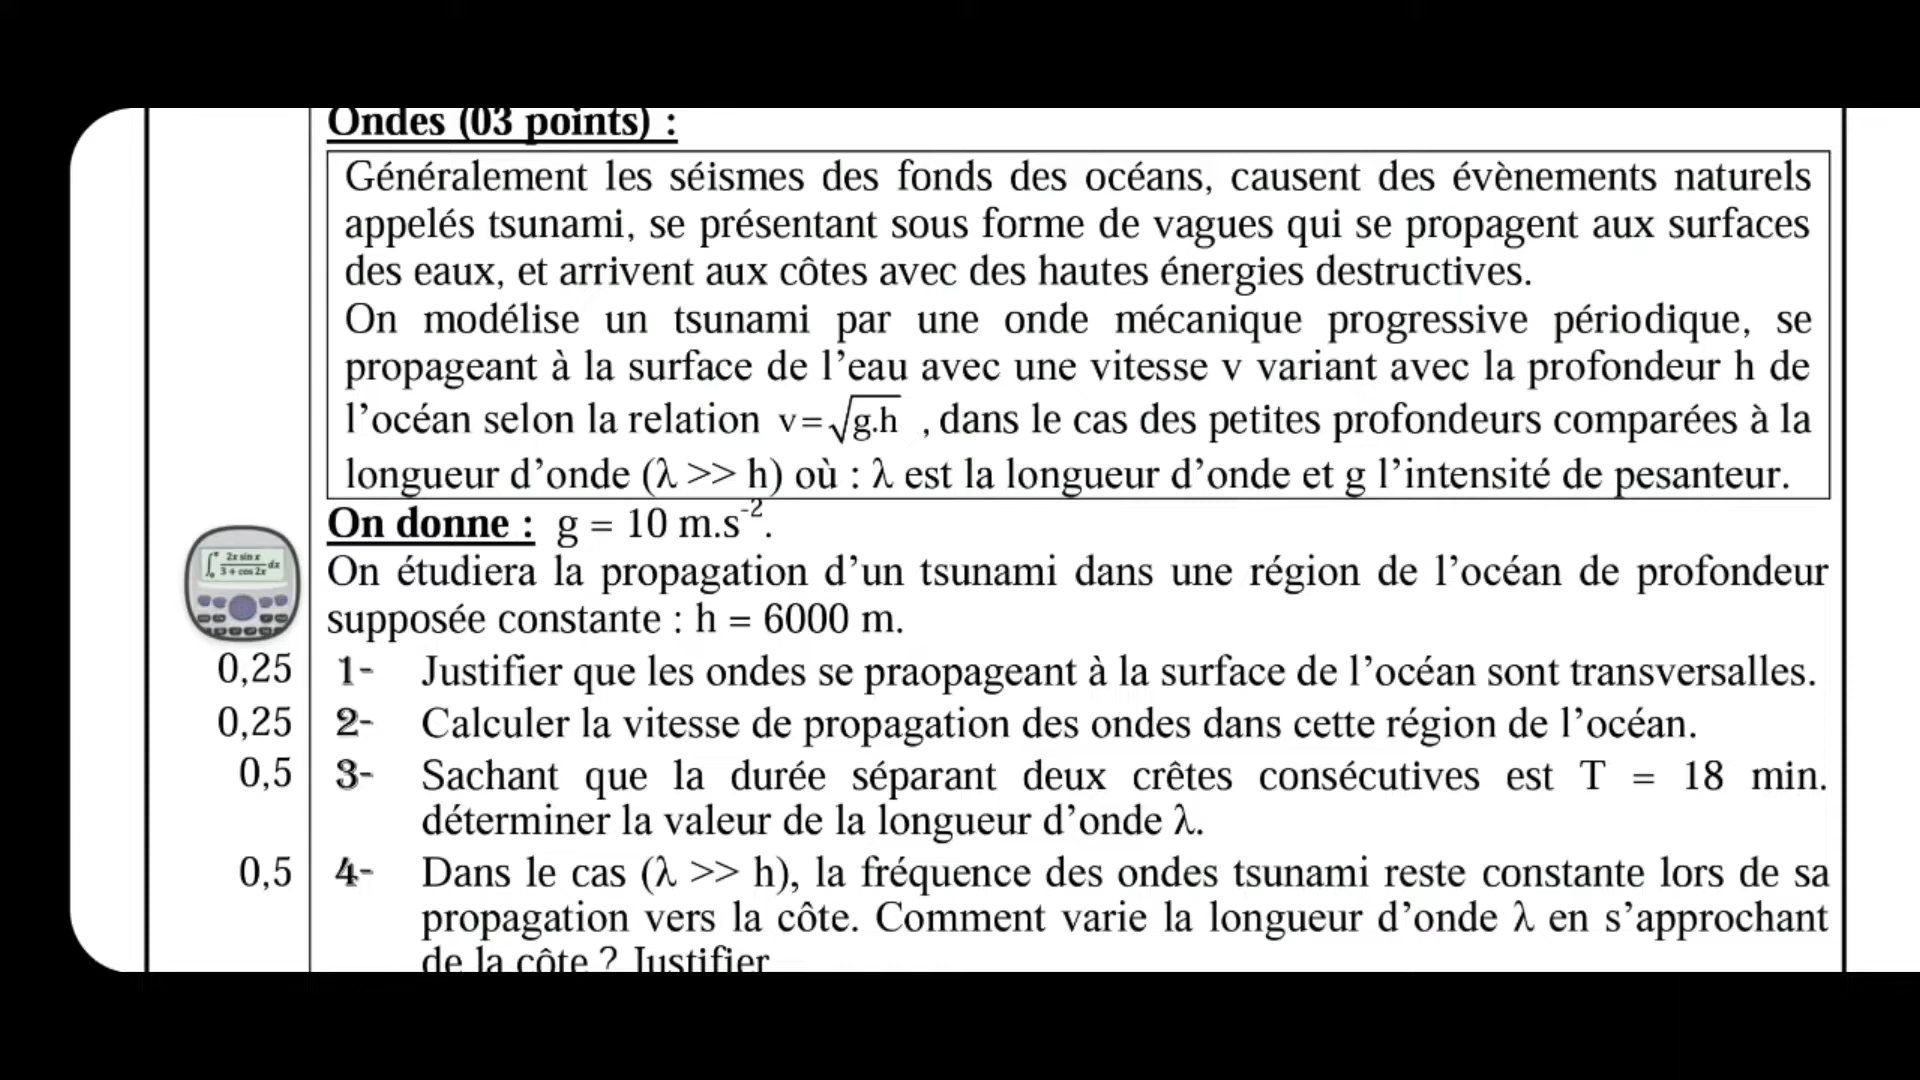 Ondes (03 points) :
Généralement les séismes des fonds des océans, causent des évènements naturels
appelés tsunami, se présentant sous forme de vagues qui se propagent aux surfaces
des eaux, et arrivent aux côtes avec des hautes énergies destructives.
On modélise un tsunami par une onde mécanique progressive périodique, se
propageant à la surface de l’eau avec une vitesse v variant avec la profondeur h de
l’océan selon la relation v=√g.h , dans le cas des petites profondeurs comparées à la
longueur d’onde (λ >> h) où : λ est la longueur d’onde et g l’intensité de pesanteur.
On donne : g = 10 m.s⁻².
∫₀^π 2x sin x / 3 + cos 2x dx
On étudiera la propagation d’un tsunami dans une région de l’océan de profondeur
supposée constante : h = 6000 m.
0,25 1- Justifier que les ondes se praopageant à la surface de l’océan sont transversalles.
0,25 2- Calculer la vitesse de propagation des ondes dans cette région de l’océan.
0,5 3- Sachant que la durée séparant deux crêtes consécutives est T = 18 min.
déterminer la valeur de la longueur d’onde λ.
0,5 4- Dans le cas (λ >> h), la fréquence des ondes tsunami reste constante lors de sa
propagation vers la côte. Comment varie la longueur d’onde λ en s’approchant
de la côte ? Justifier